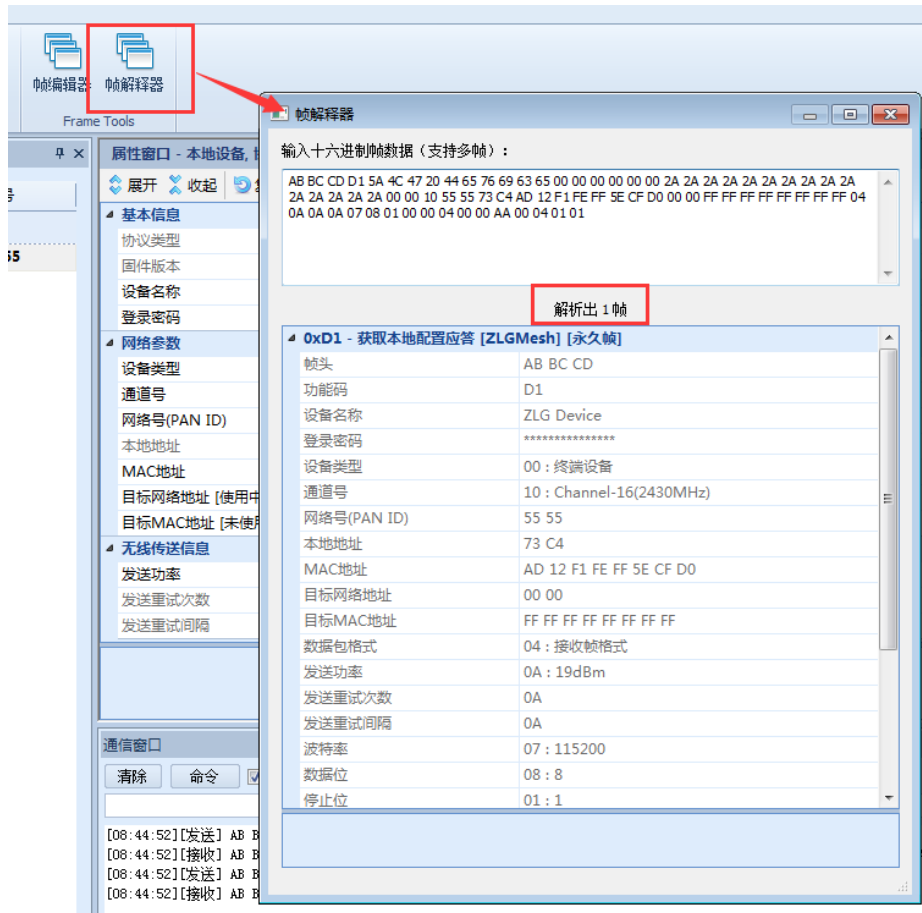 帧编辑器
帧解释器
Frame Tools
属性窗口 - 本地设备,
展开 收起
基本信息
协议类型
固件版本
设备名称
登录密码
网络参数
设备类型
通道号
网络号(PAN ID)
本地地址
MAC地址
目标网络地址 [使用中
目标MAC地址 [未使用
无线传送信息
发送功率
发送重试次数
发送重试间隔
55
通信窗口
清除 命令
[08:44:52][发送] AB B
[08:44:52][接收] AB B
[08:44:52][发送] AB B
[08:44:52][接收] AB B
帧解释器
输入十六进制帧数据（支持多帧）:
AB BC CD D1 5A 4C 47 20 44 65 76 69 63 65 00 00 00 00 00 00 2A 2A 2A 2A 2A 2A 2A 2A 2A 2A
2A 2A 2A 2A 2A 00 00 10 55 55 73 C4 AD 12 F1 FE FF 5E CF D0 00 00 FF FF FF FF FF FF FF FF 04
0A 0A 0A 07 08 01 00 00 04 00 00 AA 00 04 01 01
解析出 1 帧
0xD1 - 获取本地配置应答 [ZLGMesh] [永久帧]
帧头 AB BC CD
功能码 D1
设备名称 ZLG Device
登录密码 ***************
设备类型 00 : 终端设备
通道号 10 : Channel-16(2430MHz)
网络号(PAN ID) 55 55
本地地址 73 C4
MAC地址 AD 12 F1 FE FF 5E CF D0
目标网络地址 00 00
目标MAC地址 FF FF FF FF FF FF FF FF
数据包格式 04 : 接收帧格式
发送功率 0A : 19dBm
发送重试次数 0A
发送重试间隔 0A
波特率 07 : 115200
数据位 08 : 8
停止位 01 : 1